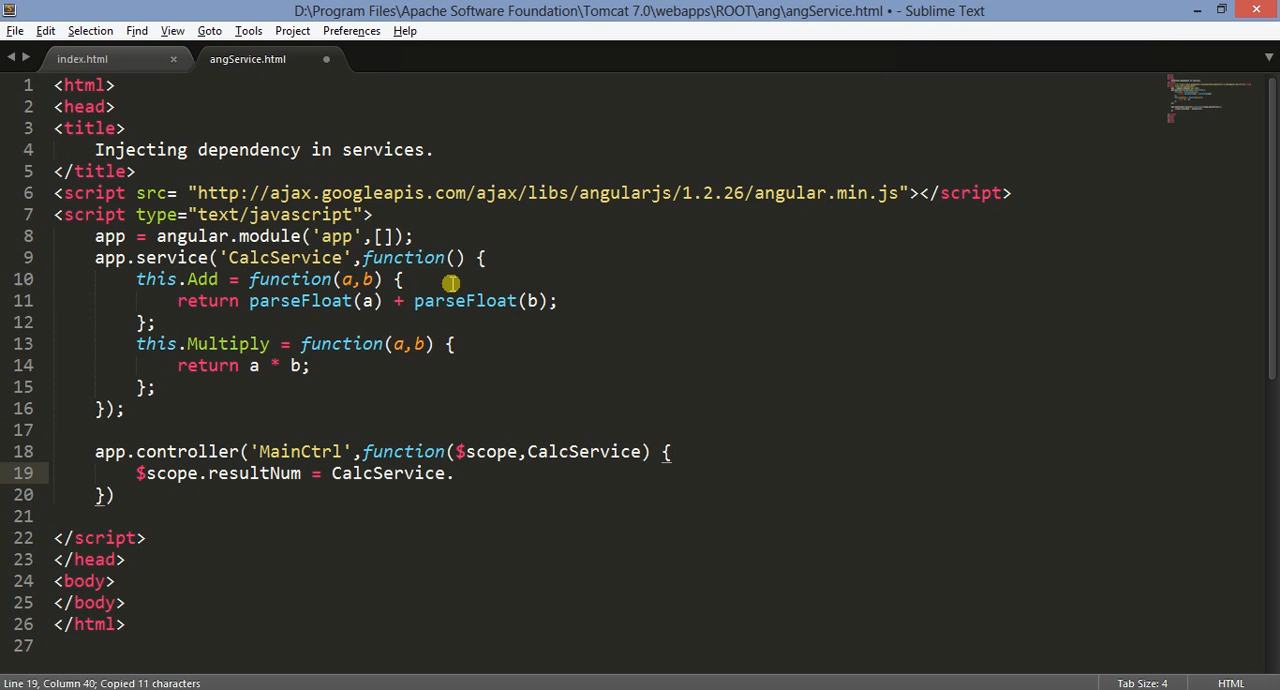 D:\Program Files\Apache Software Foundation\Tomcat 7.0\webapps\ROOT\ang\angService.html • - Sublime Text
File Edit Selection Find View Goto Tools Project Preferences Help
index.html × angService.html
1 <html>
2 <head>
3 <title>
4     Injecting dependency in services.
5 </title>
6 <script src= "http://ajax.googleapis.com/ajax/libs/angularjs/1.2.26/angular.min.js"></script>
7 <script type="text/javascript">
8     app = angular.module('app',[]);
9     app.service('CalcService',function() {
10         this.Add = function(a,b) {
11             return parseFloat(a) + parseFloat(b);
12         };
13         this.Multiply = function(a,b) {
14             return a * b;
15         };
16     });
17
18     app.controller('MainCtrl',function($scope,CalcService) {
19         $scope.resultNum = CalcService.
20     })
21
22 </script>
23 </head>
24 <body>
25 </body>
26 </html>
27
Line 19, Column 40; Copied 11 characters Tab Size: 4 HTML